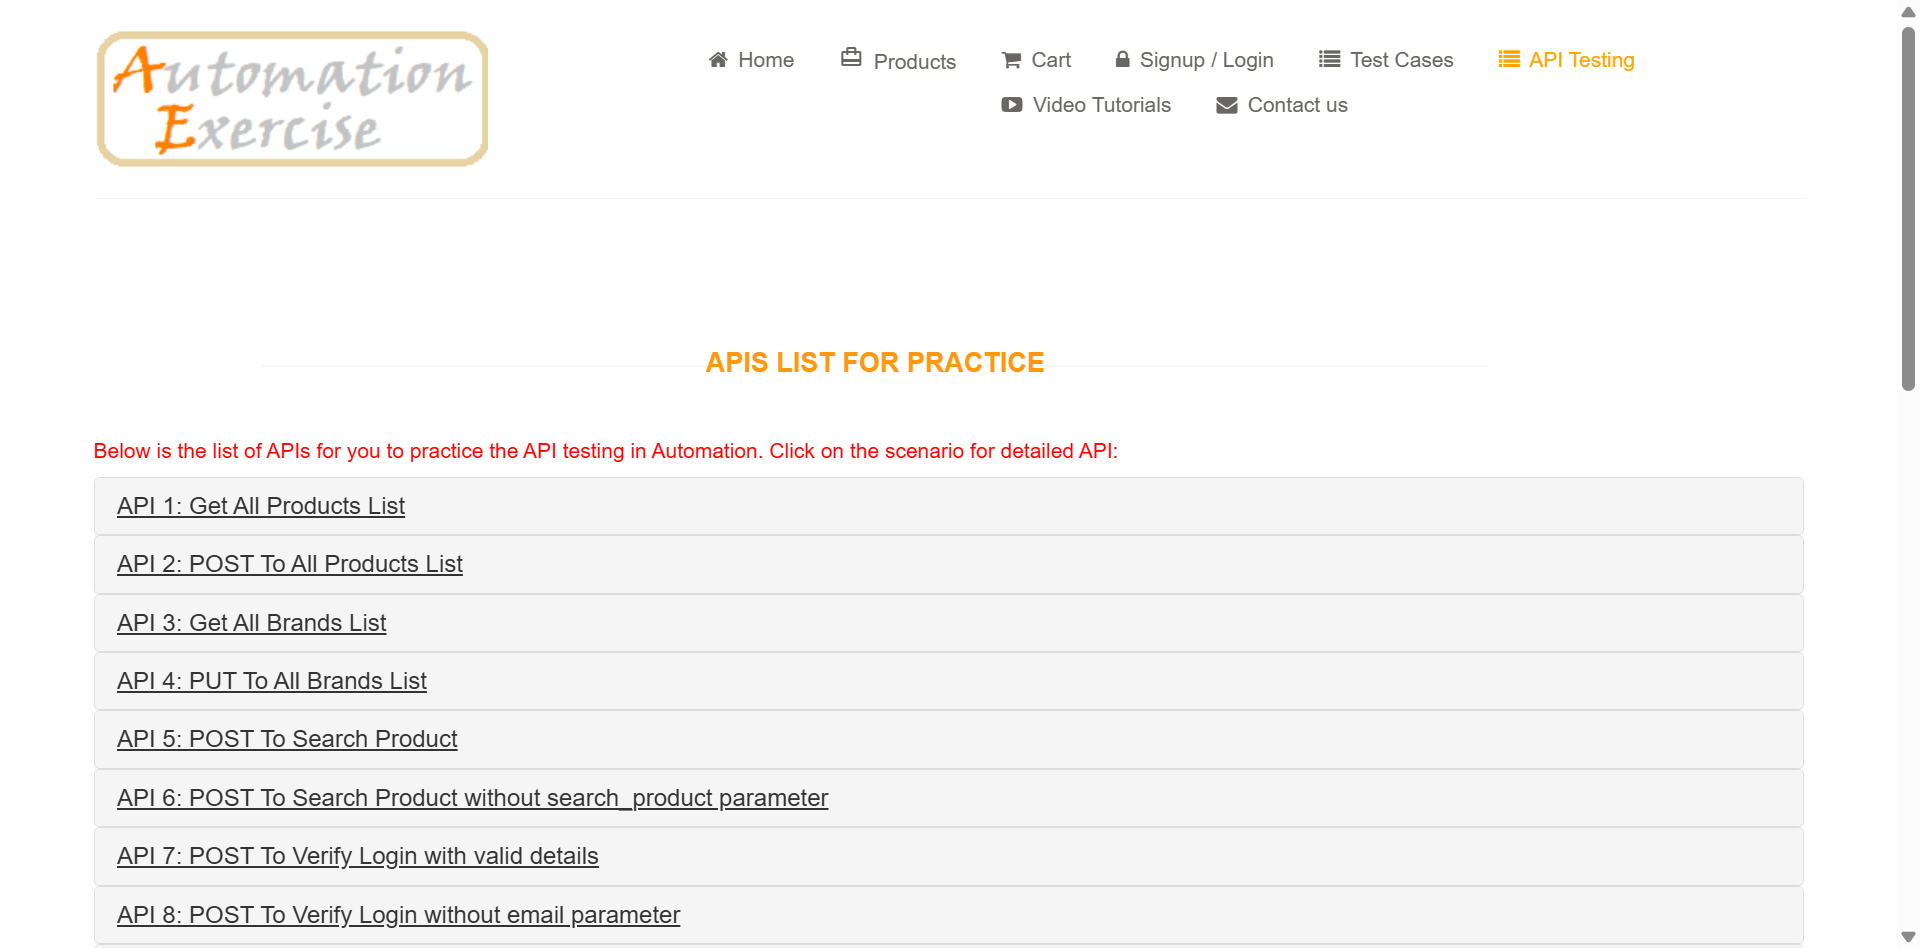 Automation
Exercise
Home
Products
Cart
Signup / Login
Test Cases
API Testing
Video Tutorials
Contact us
APIS LIST FOR PRACTICE
Below is the list of APIs for you to practice the API testing in Automation. Click on the scenario for detailed API:
API 1: Get All Products List
API 2: POST To All Products List
API 3: Get All Brands List
API 4: PUT To All Brands List
API 5: POST To Search Product
API 6: POST To Search Product without search_product parameter
API 7: POST To Verify Login with valid details
API 8: POST To Verify Login without email parameter